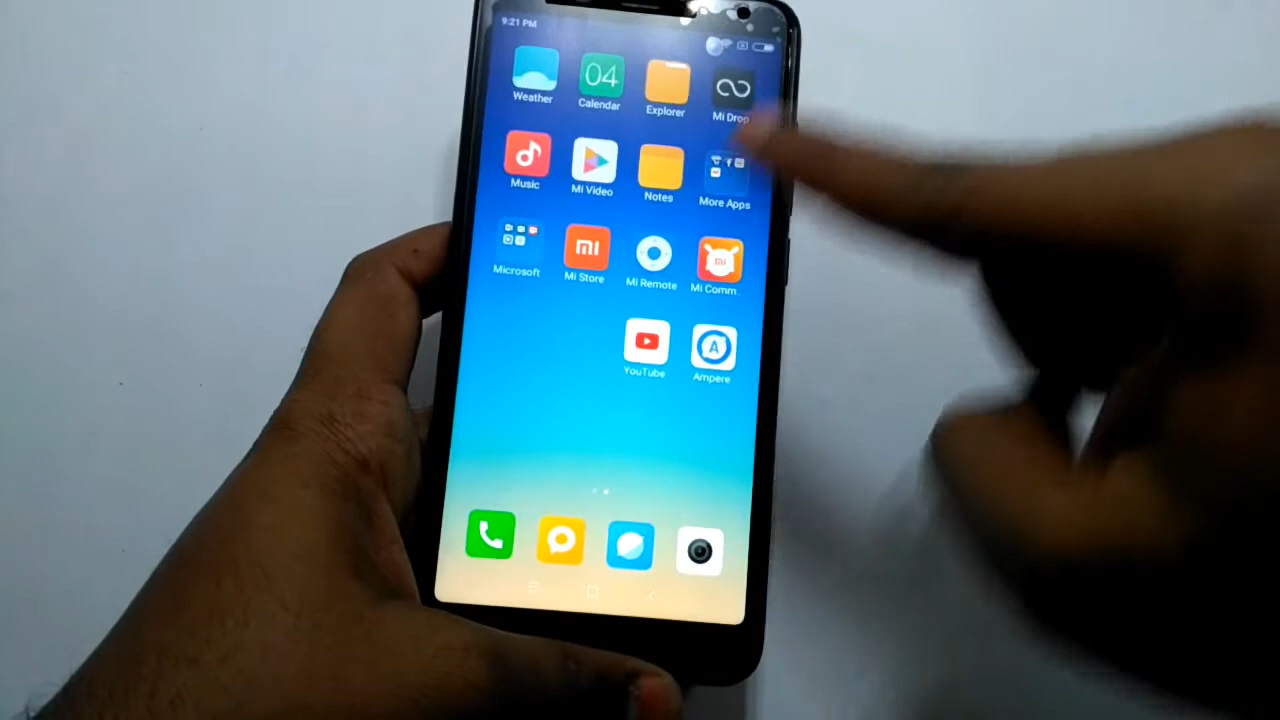 9:21 PM
Weather
04
Calendar
Explorer
Mi Drop
Music
Mi Video
Notes
More Apps
Microsoft
mi
Mi Store
Mi Remote
mi
Mi Comm..
YouTube
A
Ampere